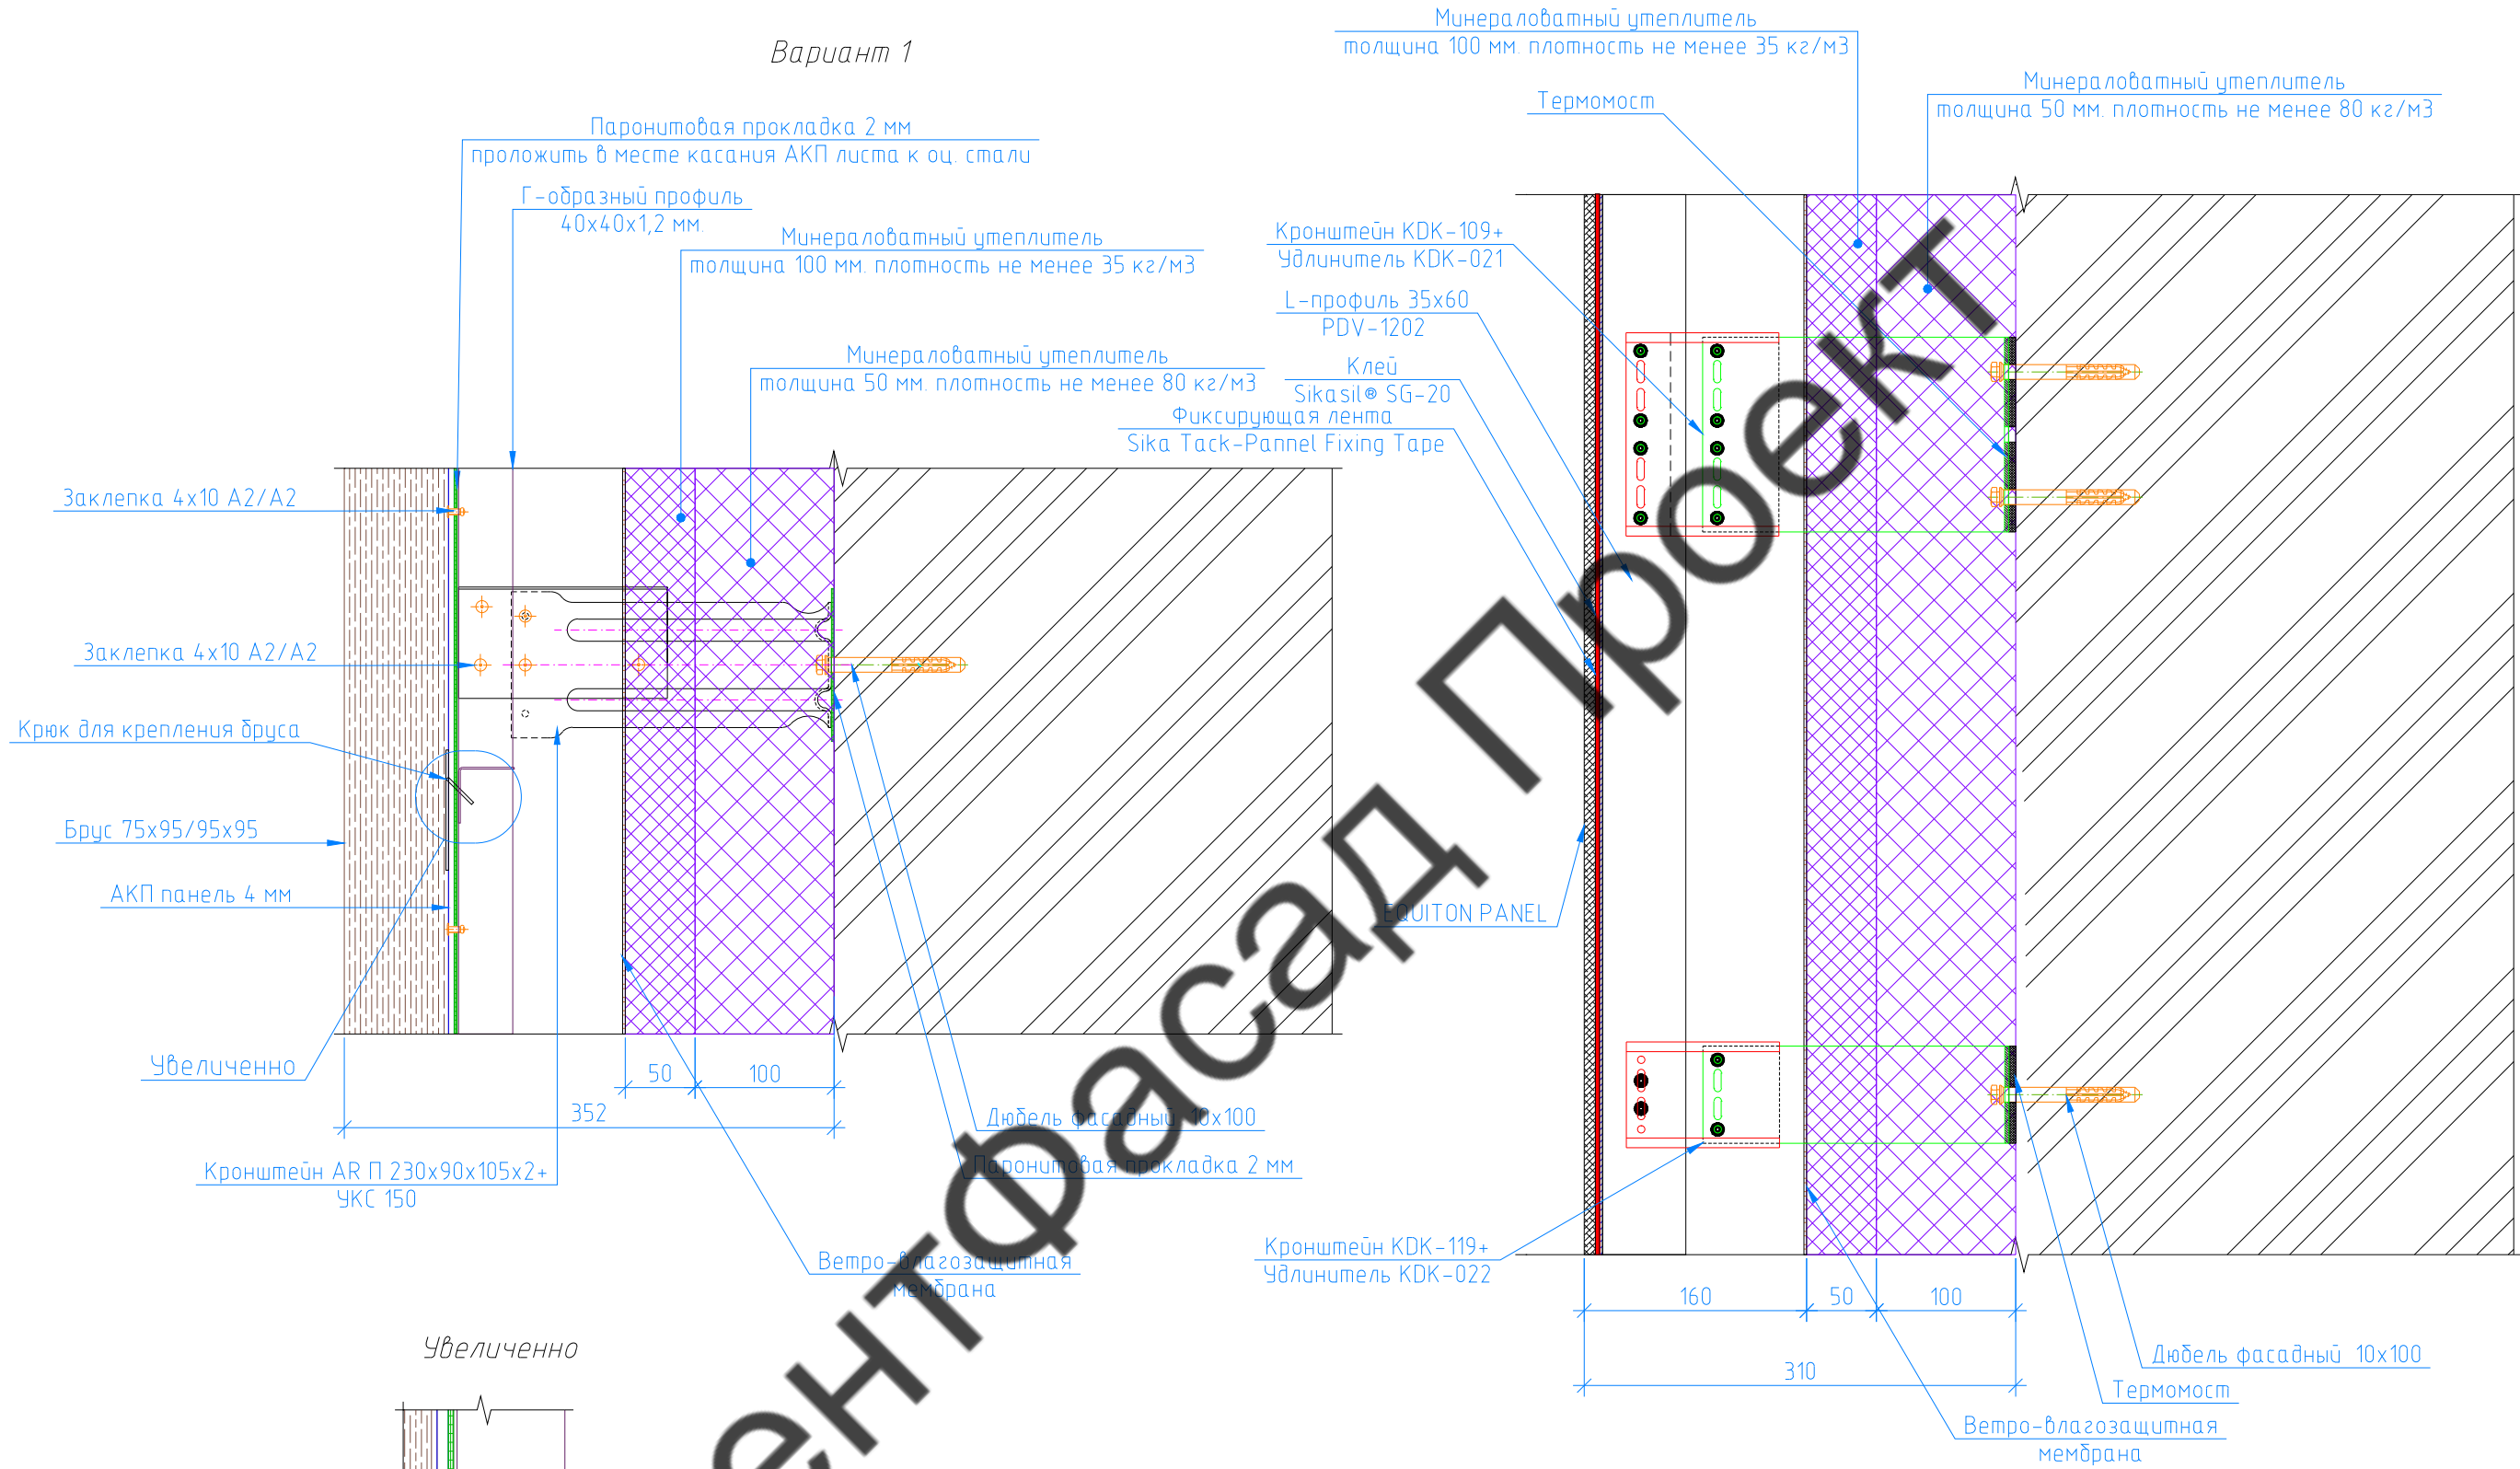 Вариант 1
Паронитовая прокладка 2 мм
проложить в месте касания АКП листа к оц. стали
Г-образный профиль
40х40х1,2 мм.
Минераловатный утеплитель
толщина 100 мм. плотность не менее 35 кг/м3
Минераловатный утеплитель
толщина 50 мм. плотность не менее 80 кг/м3
Заклепка 4х10 А2/А2
Заклепка 4х10 А2/А2
Крюк для крепления бруса
Брус 75х95/95х95
АКП панель 4 мм
Увеличенно
50
100
352
Дюбель фасадный 10х100
Паронитовая прокладка 2 мм
Кронштейн AR П 230х90х105х2+
УКС 150
Ветро-влагозащитная
мембрана
Увеличенно
Минераловатный утеплитель
толщина 100 мм. плотность не менее 35 кг/м3
Минераловатный утеплитель
толщина 50 мм. плотность не менее 80 кг/м3
Термомост
Кронштейн KDK-109+
Удлинитель KDK-021
L-профиль 35х60
PDV-1202
Клей
Sikasil® SG-20
Фиксирующая лента
Sika Tack-Pannel Fixing Tape
EQUITON PANEL
Кронштейн KDK-119+
Удлинитель KDK-022
160
50
100
310
Дюбель фасадный 10х100
Термомост
Ветро-влагозащитная
мембрана
ентФасад Проект